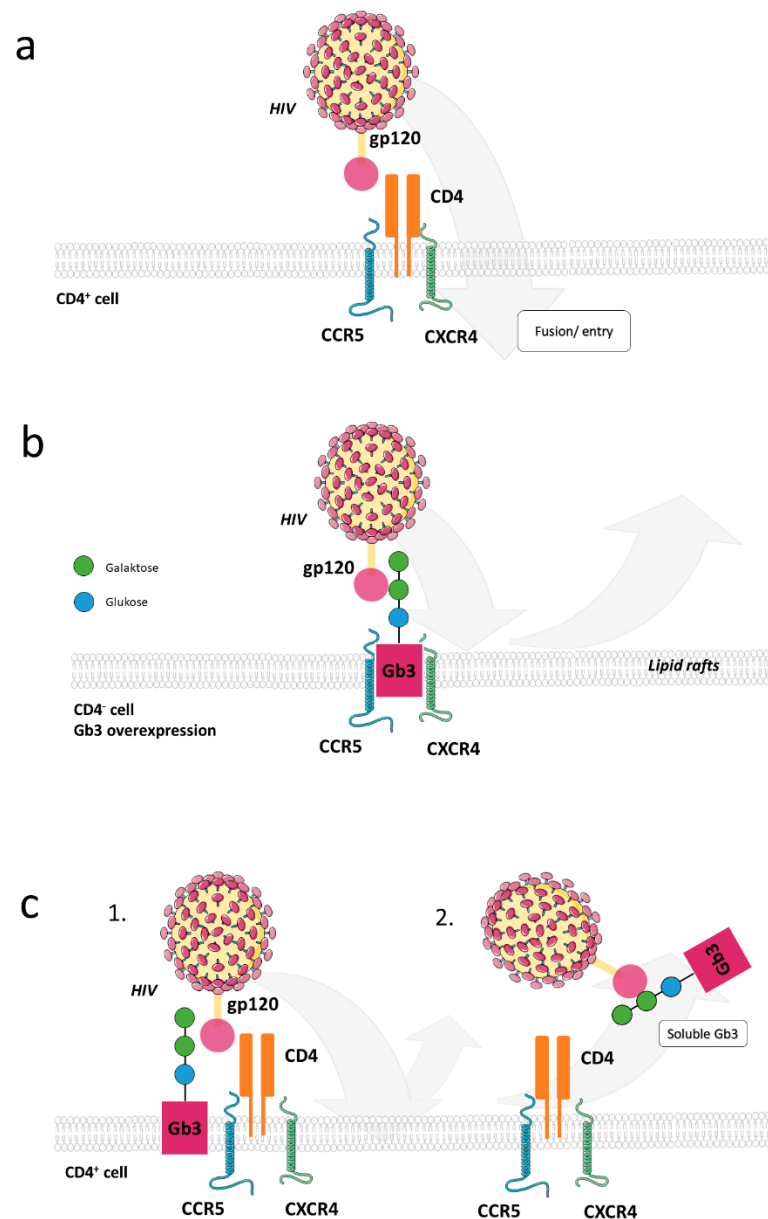 a
HIV
gp120
CD4
CD4⁺ cell
CCR5
CXCR4
Fusion/ entry
b
HIV
Galaktose
gp120
Glukose
Gb3
Lipid rafts
CD4⁻ cell
Gb3 overexpression
CCR5
CXCR4
c
1.
2.
HIV
gp120
Gb3
Soluble Gb3
CD4
CD4
Gb3
CD4⁺ cell
CCR5
CXCR4
CCR5
CXCR4